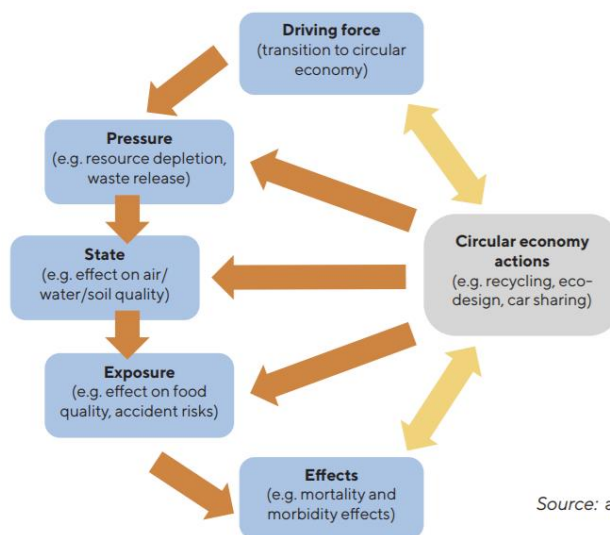 Driving force
(transition to circular
economy)
Pressure
(e.g. resource depletion,
waste release)
State
(e.g. effect on air/
water/soil quality)
Exposure
(e.g. effect on food
quality, accident risks)
Effects
(e.g. mortality and
morbidity effects)
Circular economy
actions
(e.g. recycling, eco-
design, car sharing)
Source: a